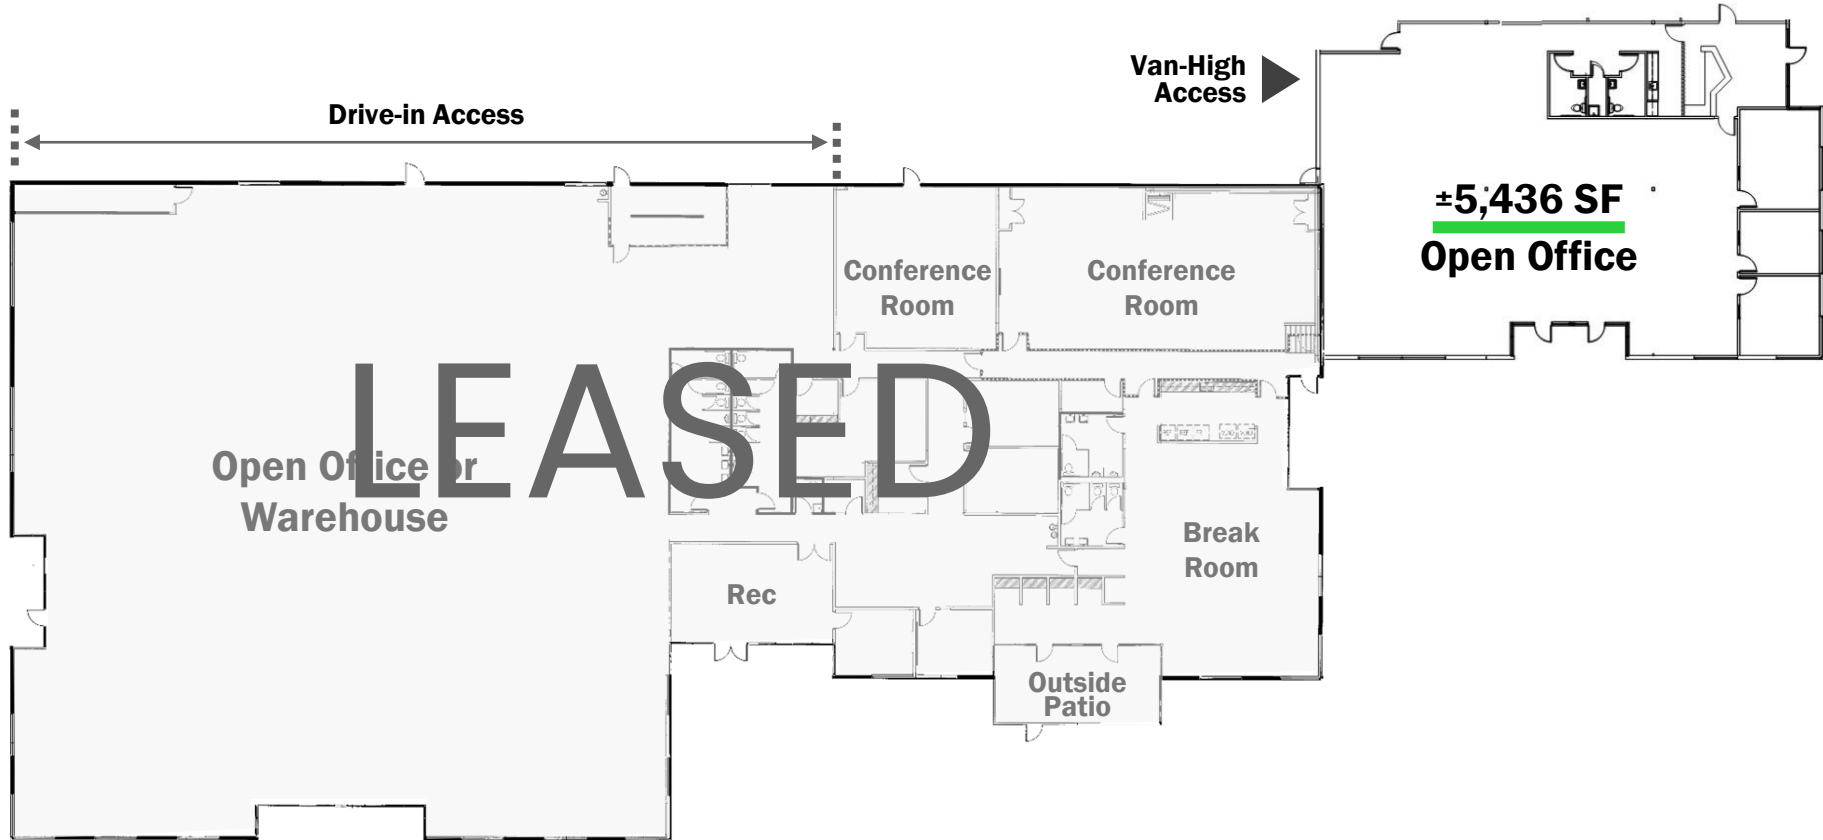 Van-High
Access
Drive-in Access
±5,436 SF
Open Office
Conference
Room
Conference
Room
LEASED
Open Office or
Warehouse
Break
Room
Rec
Outside
Patio